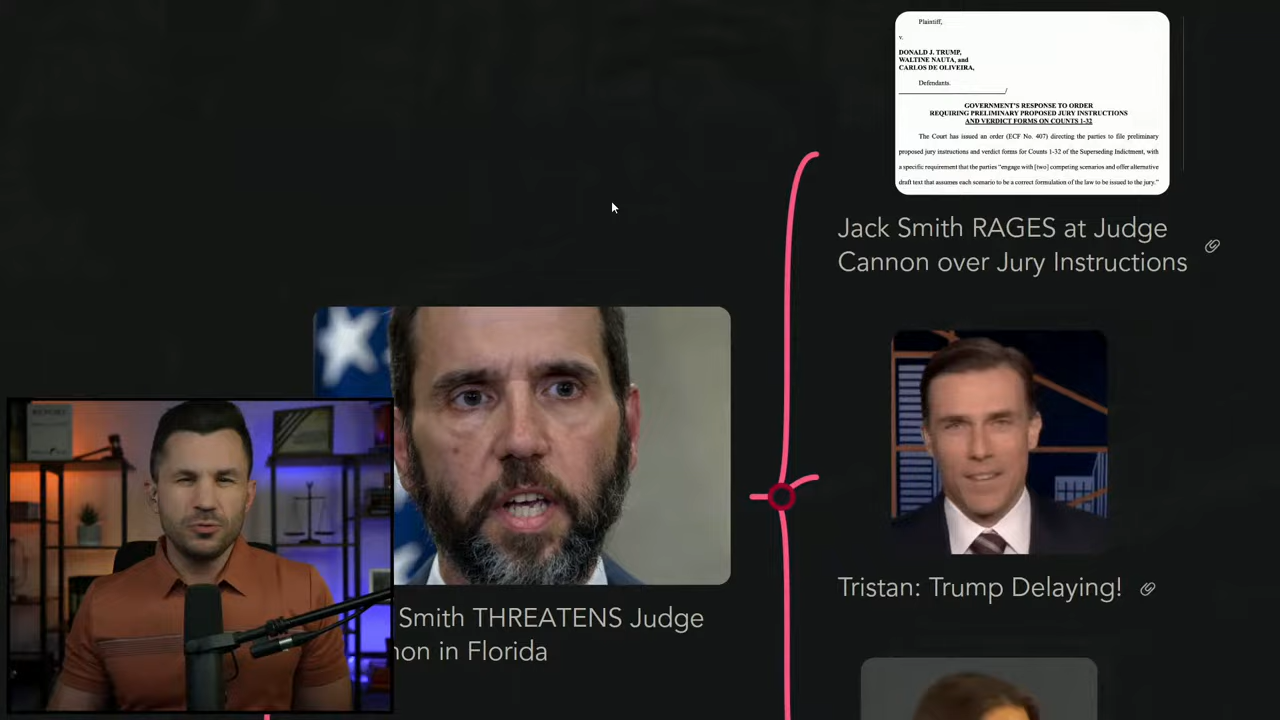 Plaintiff,
v.
DONALD J. TRUMP,
WALTINE NAUTA, and
CARLOS DE OLIVEIRA,
Defendants.
GOVERNMENT'S RESPONSE TO ORDER
REQUIRING PRELIMINARY PROPOSED JURY INSTRUCTIONS
AND VERDICT FORMS ON COUNTS 1-32
The Court has issued an order (ECF No. 407) directing the parties to file preliminary
proposed jury instructions and verdict forms for Counts 1-32 of the Superseding Indictment, with
a specific requirement that the parties "engage with [two] competing scenarios and offer alternative
draft text that assumes each scenario to be a correct formulation of the law to be issued to the jury."
Jack Smith RAGES at Judge
Cannon over Jury Instructions
Tristan: Trump Delaying!
Smith THREATENS Judge
non in Florida